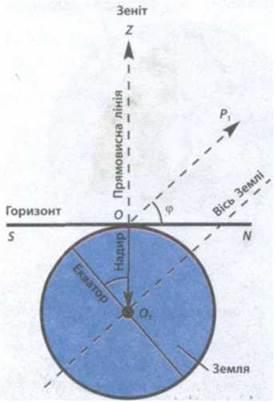 Зеніт
Z
Прямовисна лінія
P₁
Вісь Землі
Горизонт
O
φ
S
N
Надир
Екватор
O₁
Земля